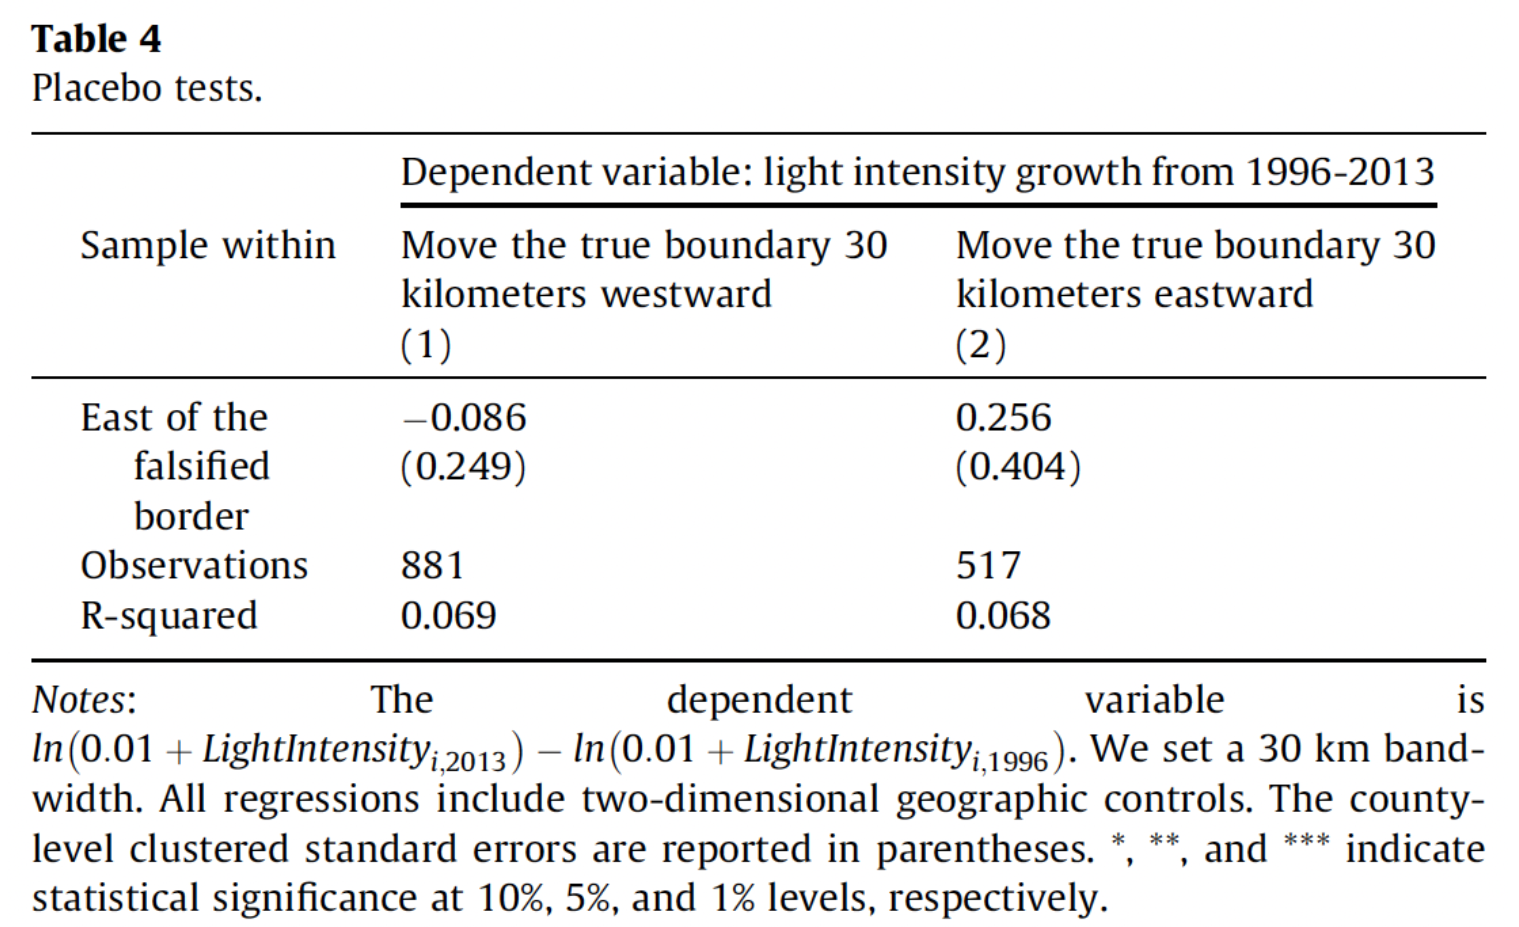 Table 4
Placebo tests.
Dependent variable: light intensity growth from 1996-2013
Sample within Move the true boundary 30 Move the true boundary 30
kilometers westward kilometers eastward
(1) (2)
East of the −0.086 0.256
falsified (0.249) (0.404)
border
Observations 881 517
R-squared 0.069 0.068
Notes: The dependent variable is
ln(0.01 + LightIntensity_{i,2013}) − ln(0.01 + LightIntensity_{i,1996}). We set a 30 km band-
width. All regressions include two-dimensional geographic controls. The county-
level clustered standard errors are reported in parentheses. *, **, and *** indicate
statistical significance at 10%, 5%, and 1% levels, respectively.